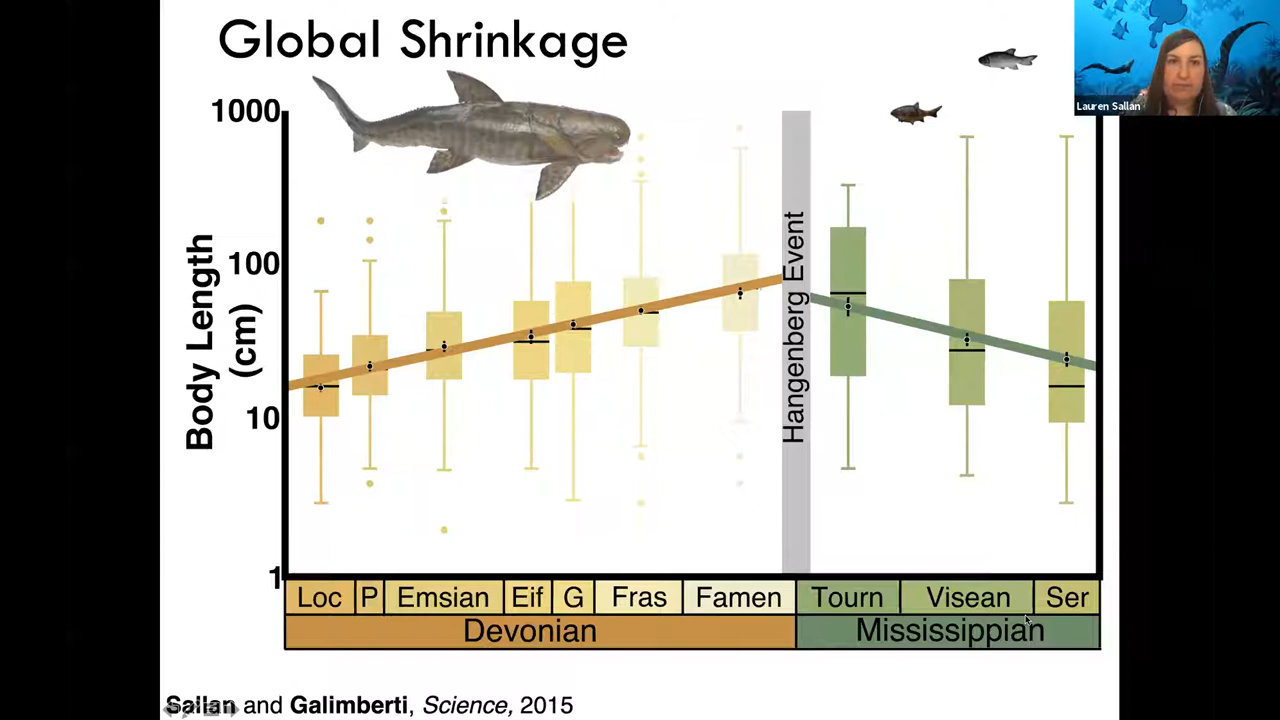 Global Shrinkage
Lauren Sallan
1000
100
10
1
Body Length
(cm)
Hangenberg Event
Loc P Emsian Eif G Fras Famen Tourn Visean Ser
Devonian Mississippian
Sallan and Galimberti, Science, 2015